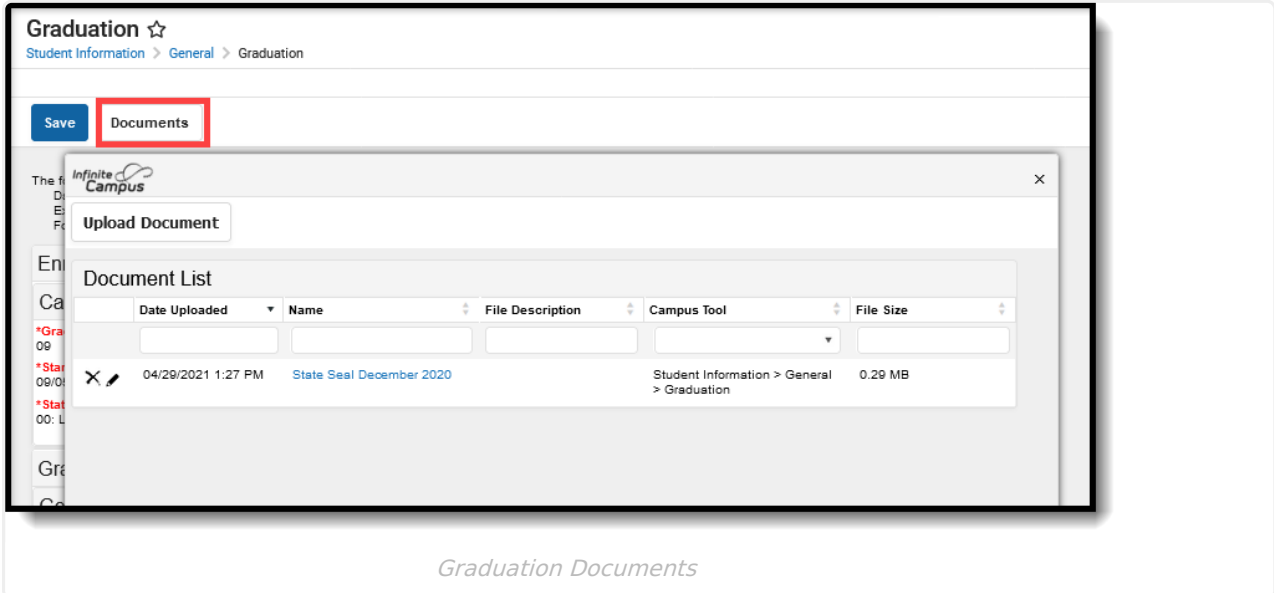 Graduation
Student Information > General > Graduation
Save Documents
Infinite
Campus
The
Upload Document
Document List
Date Uploaded Name File Description Campus Tool File Size
09
04/29/2021 1:27 PM State Seal December 2020 Student Information > General 0.29 MB
> Graduation
00: L
Graduation Documents